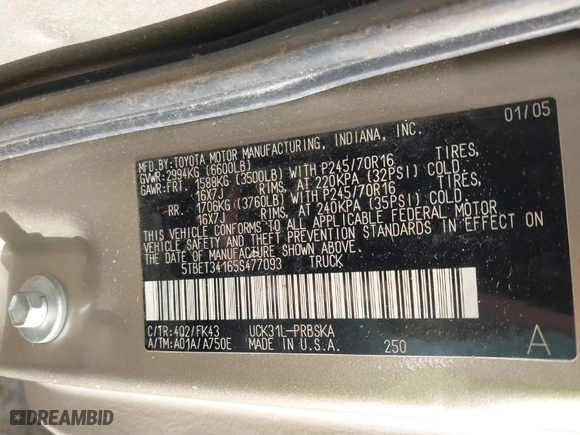 MFD.BY:TOYOTA MOTOR MANUFACTURING, INDIANA, INC. 01/05
GVWR:2994KG (6600LB)
GAWR:FRT. 1588KG (3500LB) WITH P245/70R16 TIRES,
16X7J RIMS, AT 220KPA (32PSI) COLD.
-RR. 1706KG (3760LB) WITH P245/70R16 TIRES,
16X7J RIMS, AT 240KPA (35PSI) COLD.
THIS VEHICLE CONFORMS TO ALL APPLICABLE FEDERAL MOTOR
VEHICLE SAFETY AND THEFT PREVENTION STANDARDS IN EFFECT ON
THE DATE OF MANUFACTURE SHOWN ABOVE.
5TBET34165S477093 TRUCK
C/TR:4Q2/FK43 UCK31L-PRBSKA
A/TM:A01A/A750E MADE IN U.S.A. 250 A
DREAMBID